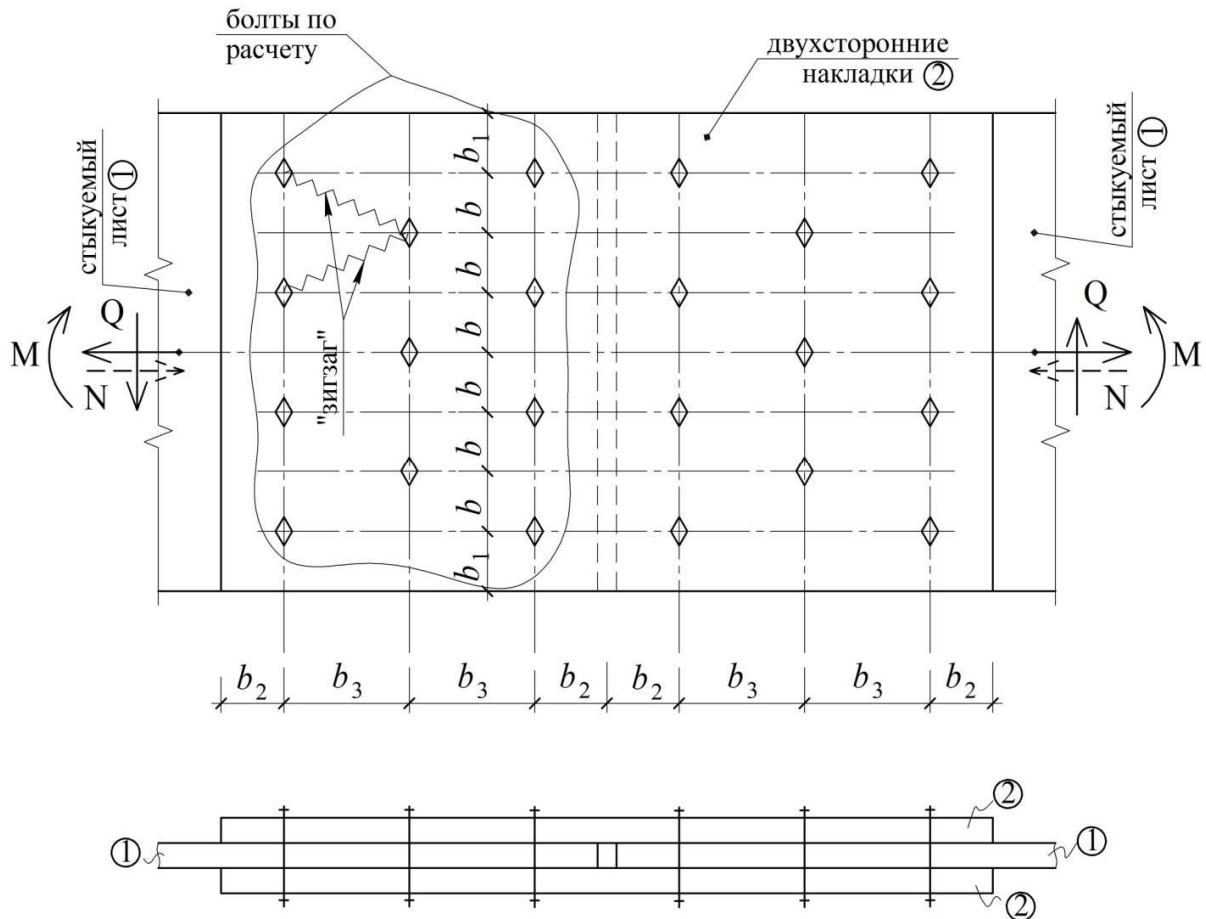 болты по
расчету
двухсторонние
накладки ②
стыкуемый
лист ①
стыкуемый
лист ①
b₁
b
b
b
b
b
b
b₁
"зигзаг"
Q
M
N
Q
M
N
b₂ b₃ b₃ b₂ b₂ b₃ b₃ b₂
②
① ①
②